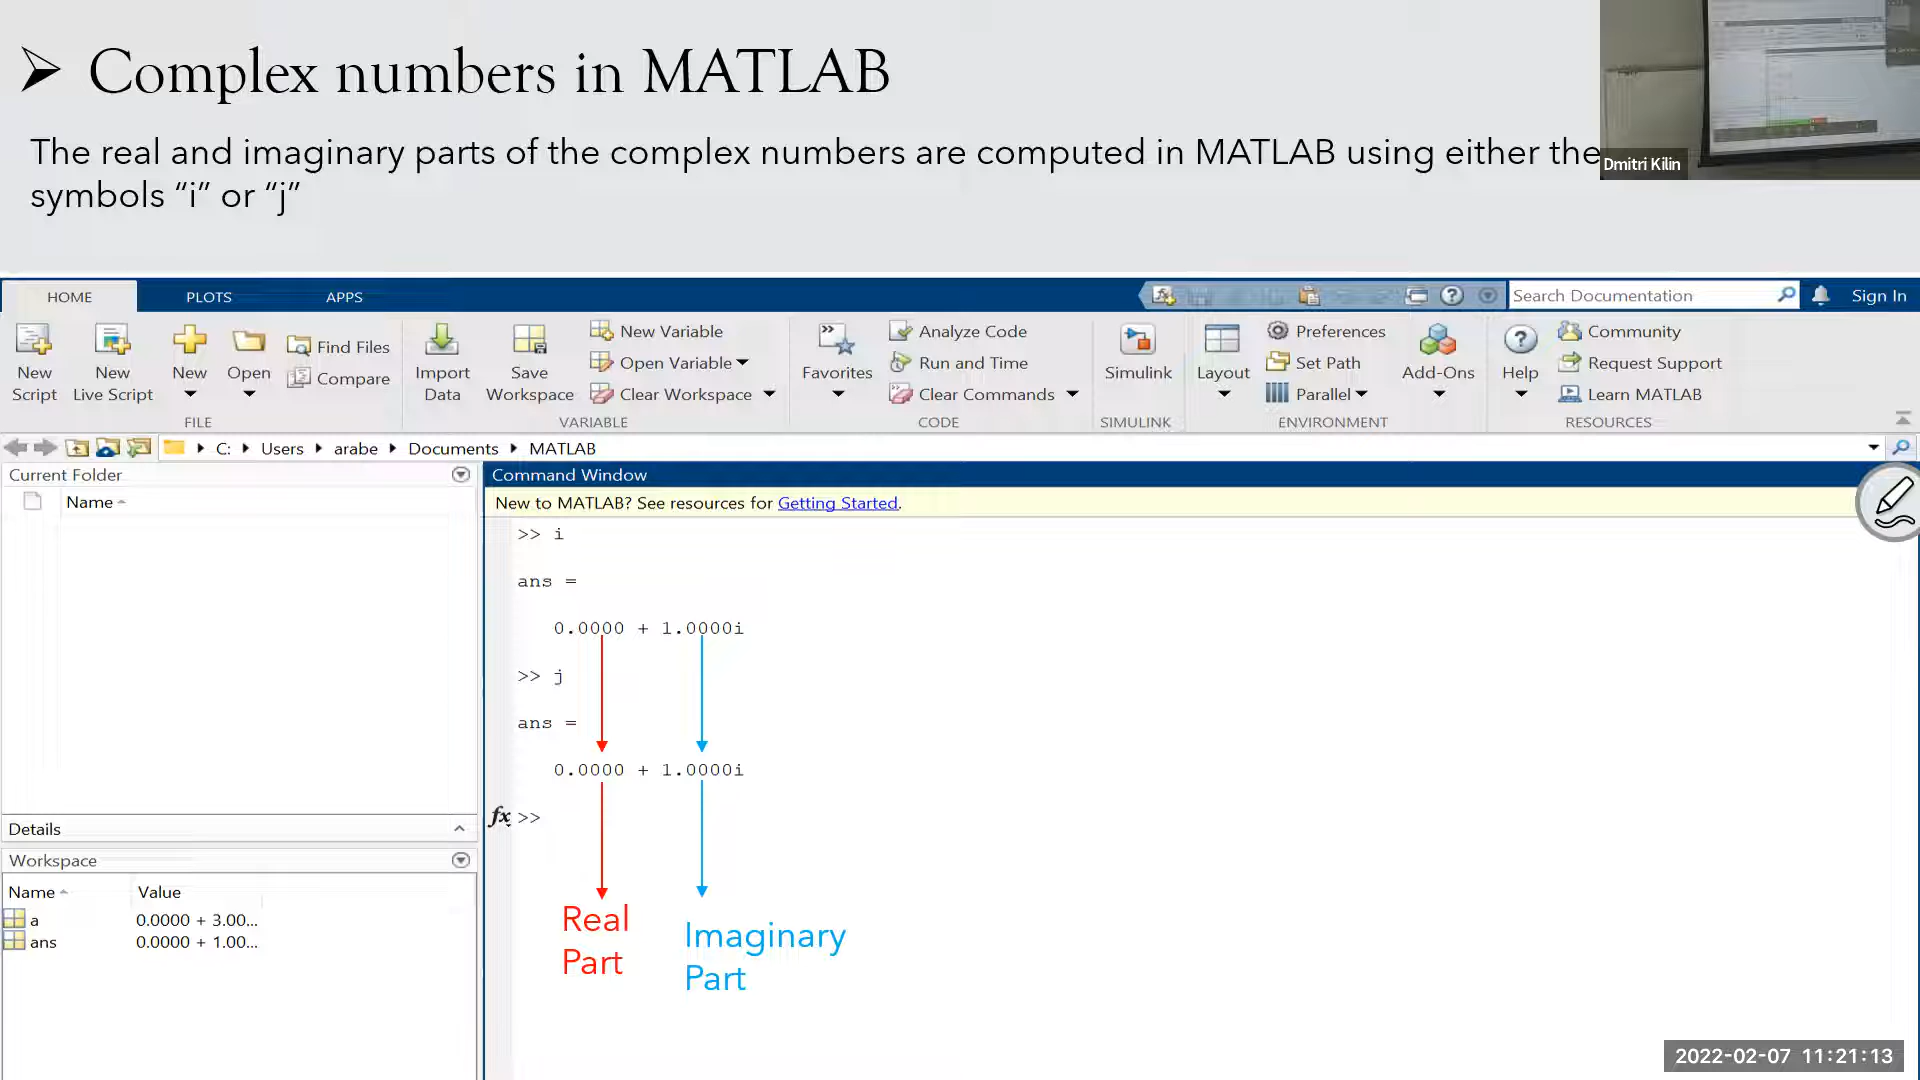 ➢ Complex numbers in MATLAB
The real and imaginary parts of the complex numbers are computed in MATLAB using either the
symbols “i” or “j”
Dmitri Kilin
HOME PLOTS APPS
Search Documentation
Sign In
New Script
New Live Script
New
Open
Find Files
Compare
FILE
Import Data
Save Workspace
New Variable
Open Variable
Clear Workspace
VARIABLE
Favorites
Analyze Code
Run and Time
Clear Commands
CODE
Simulink
SIMULINK
Layout
Preferences
Set Path
Parallel
Add-Ons
ENVIRONMENT
Help
Community
Request Support
Learn MATLAB
RESOURCES
C: Users arabe Documents MATLAB
Current Folder
Name
Details
Workspace
Name Value
a 0.0000 + 3.00...
ans 0.0000 + 1.00...
Command Window
New to MATLAB? See resources for Getting Started.
>> i
ans =
0.0000 + 1.0000i
>> j
ans =
0.0000 + 1.0000i
fx >>
Real
Part
Imaginary
Part
2022-02-07 11:21:13